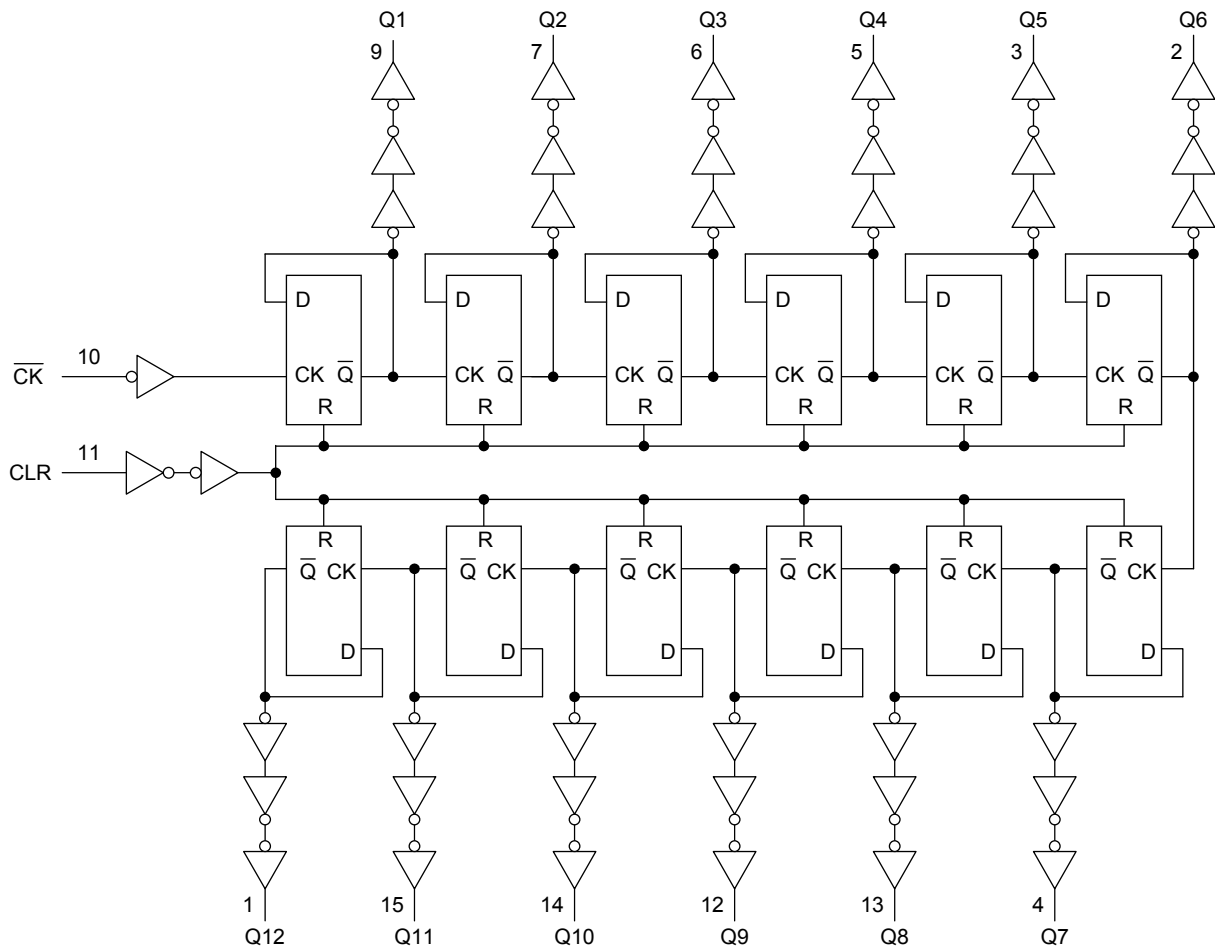 Q1 Q2 Q3 Q4 Q5 Q6
9 7 6 5 3 2
D D D D D D
C̅K̅ 10 CK Q̅ CK Q̅ CK Q̅ CK Q̅ CK Q̅ CK Q̅
R R R R R R
CLR 11
R R R R R R
Q̅ CK Q̅ CK Q̅ CK Q̅ CK Q̅ CK Q̅ CK
D D D D D D
1 15 14 12 13 4
Q12 Q11 Q10 Q9 Q8 Q7